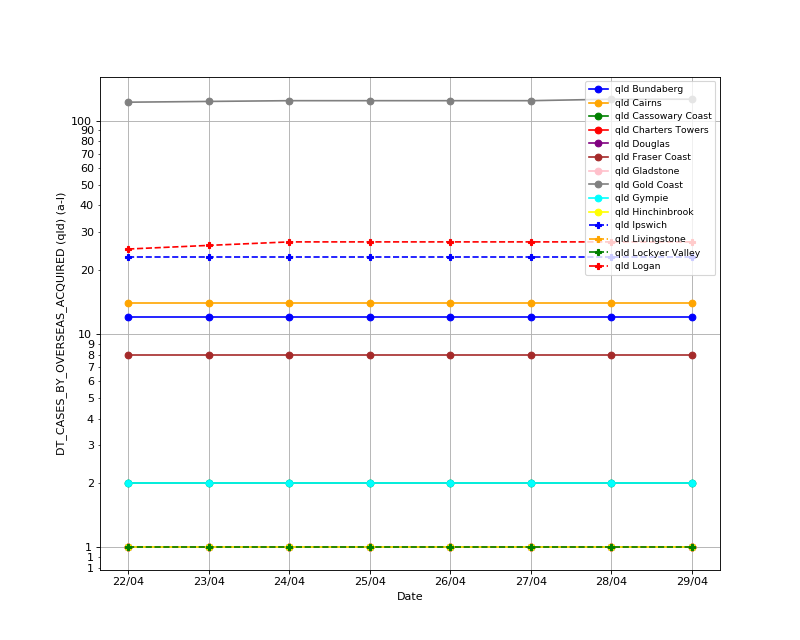 DT_CASES_BY_OVERSEAS_ACQUIRED (qld) (a-l)
100
90
80
70
60
50
40
30
20
10
9
8
7
6
5
4
3
2
1
1
1
22/04 23/04 24/04 25/04 26/04 27/04 28/04 29/04
Date
qld Bundaberg
qld Cairns
qld Cassowary Coast
qld Charters Towers
qld Douglas
qld Fraser Coast
qld Gladstone
qld Gold Coast
qld Gympie
qld Hinchinbrook
qld Ipswich
qld Livingstone
qld Lockyer Valley
qld Logan